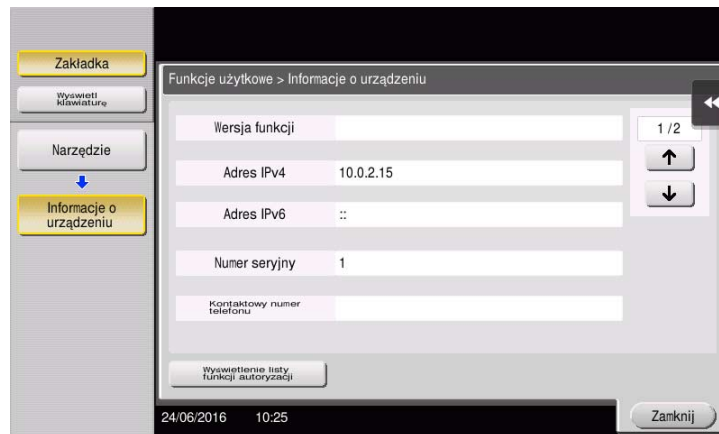 Zakładka
Wyświetl
klawiaturę
Narzędzie
Informacje o
urządzeniu
Funkcje użytkowe > Informacje o urządzeniu
Wersja funkcji
1/2
Adres IPv4 10.0.2.15
Adres IPv6 ::
Numer seryjny 1
Kontaktowy numer
telefonu
Wyświetlenie listy
funkcji autoryzacji
24/06/2016 10:25
Zamknij